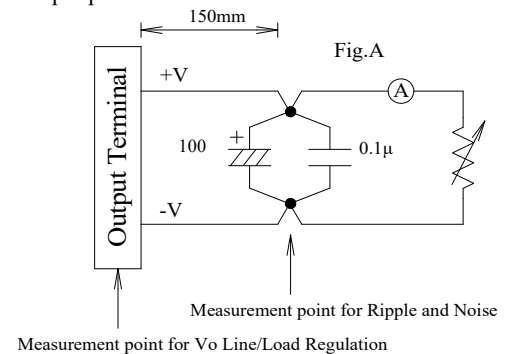 150mm
Fig.A
+V
A
Output Terminal
+
100
0.1μ
-V
Measurement point for Ripple and Noise
Measurement point for Vo Line/Load Regulation